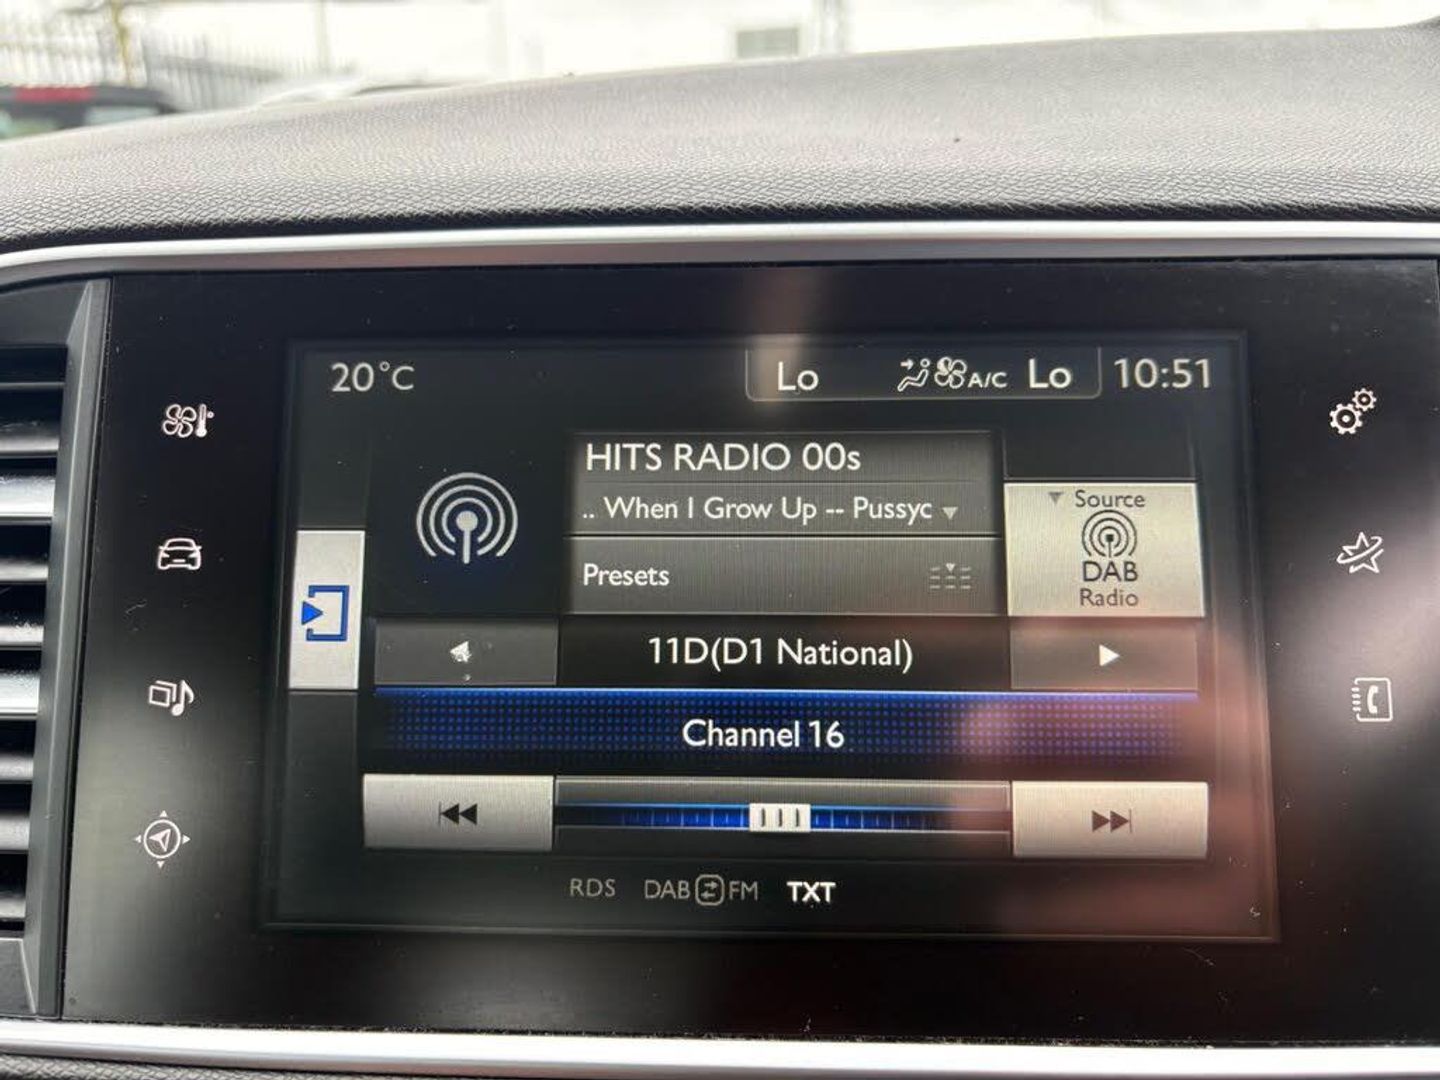 20°C Lo A/C Lo 10:51
HITS RADIO 00s
.. When I Grow Up -- Pussyc
Source
DAB
Radio
Presets
11D(D1 National)
Channel 16
RDS DAB FM TXT